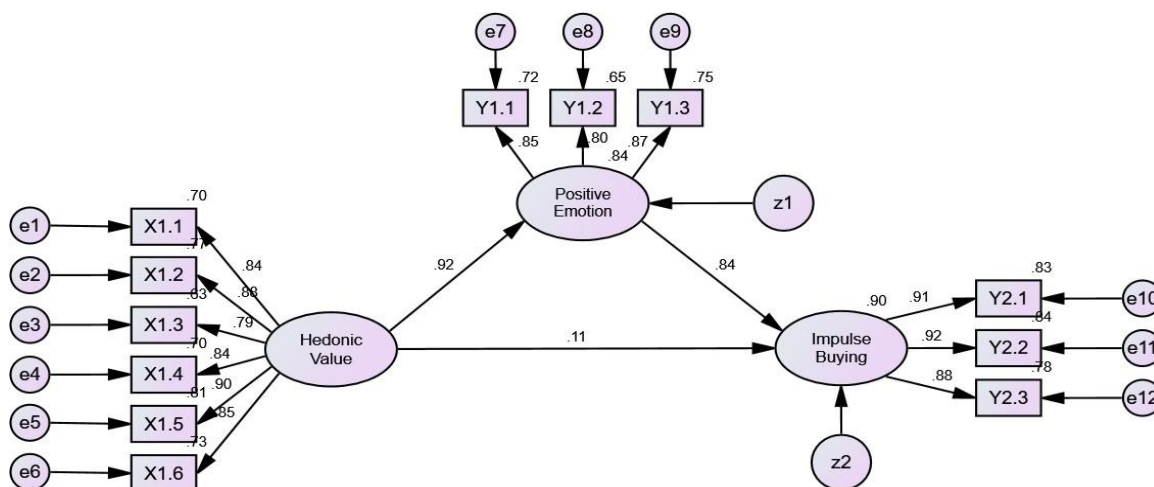 e7
e8
e9
.72
.65
.75
Y1.1
Y1.2
Y1.3
.85
.80
.87
.84
Positive
Emotion
z1
.70
e1
X1.1
.77
e2
X1.2
.84
.88
.63
e3
X1.3
.79
.70
e4
X1.4
.84
.81
.90
e5
X1.5
.85
.73
e6
X1.6
Hedonic
Value
.92
.84
.11
.90
Impulse
Buying
z2
.91
.83
Y2.1
e10
.92
.84
Y2.2
e11
.88
.78
Y2.3
e12